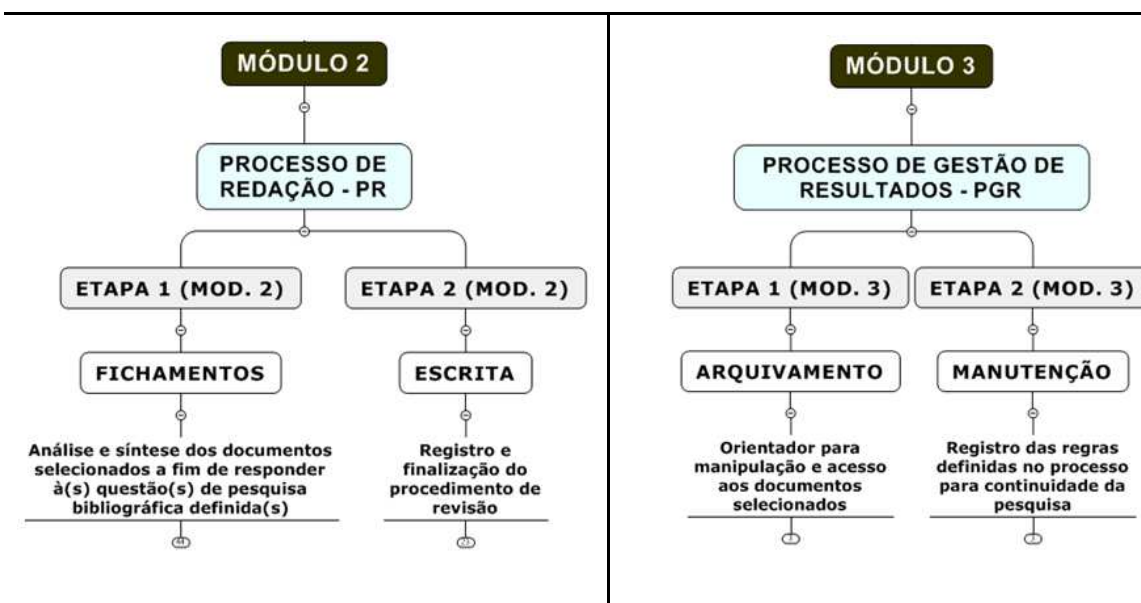 MÓDULO 2
PROCESSO DE
REDAÇÃO - PR
ETAPA 1 (MOD. 2)
FICHAMENTOS
Análise e síntese dos documentos
selecionados a fim de responder
à(s) questão(s) de pesquisa
bibliográfica definida(s)
ETAPA 2 (MOD. 2)
ESCRITA
Registro e
finalização do
procedimento de
revisão
MÓDULO 3
PROCESSO DE GESTÃO DE
RESULTADOS - PGR
ETAPA 1 (MOD. 3)
ARQUIVAMENTO
Orientador para
manipulação e acesso
aos documentos
selecionados
ETAPA 2 (MOD. 3)
MANUTENÇÃO
Registro das regras
definidas no processo
para continuidade da
pesquisa